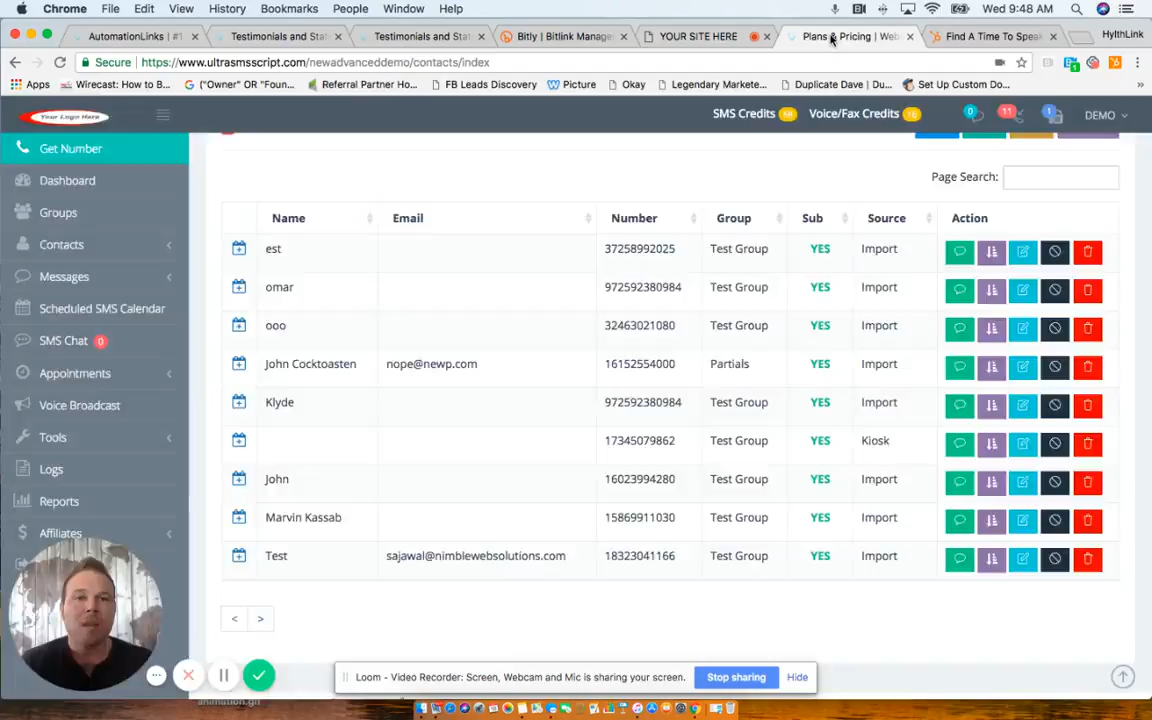 Chrome File Edit View History Bookmarks People Window Help Wed 9:48 AM
AutomationLinks | #1 Testimonials and Stat Testimonials and Stat Bitly | Bitlink Manage YOUR SITE HERE Plans & Pricing | Web Find A Time To Speak HylthLink
Secure https://www.ultrasmsscript.com/newadvanceddemo/contacts/index
Apps Wirecast: How to B... ("Owner" OR "Foun... Referral Partner Ho... FB Leads Discovery Picture Okay Legendary Markete... Duplicate Dave | Du... Set Up Custom Do...
Your Logo Here SMS Credits Voice/Fax Credits 0 11 1 DEMO
Get Number
Dashboard
Groups
Contacts
Messages
Scheduled SMS Calendar
SMS Chat 0
Appointments
Voice Broadcast
Tools
Logs
Reports
Affiliates
Page Search:
Name Email Number Group Sub Source Action
est 37258992025 Test Group YES Import
omar 972592380984 Test Group YES Import
ooo 32463021080 Test Group YES Import
John Cocktoasten nope@newp.com 16152554000 Partials YES Import
Klyde 972592380984 Test Group YES Import
17345079862 Test Group YES Kiosk
John 16023994280 Test Group YES Import
Marvin Kassab 15869911030 Test Group YES Import
Test sajawal@nimblewebsolutions.com 18323041166 Test Group YES Import
< >
Loom - Video Recorder: Screen, Webcam and Mic is sharing your screen. Stop sharing Hide
animation.gif